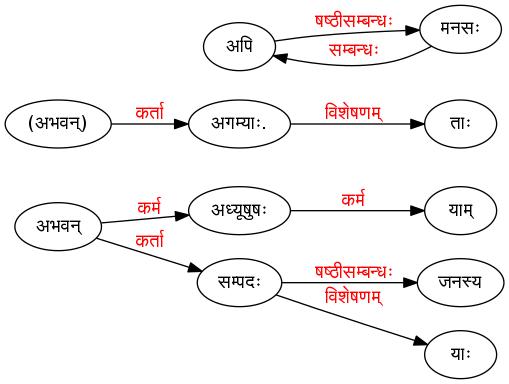 षष्ठीसम्बन्धः
मनसः
अपि
सम्बन्धः
(अभवन्)
कर्ता
अगम्याः.
विशेषणम्
ताः
अभवन्
कर्म
अध्यूषुषः
कर्म
याम्
कर्ता
सम्पदः
षष्ठीसम्बन्धः
जनस्य
विशेषणम्
याः